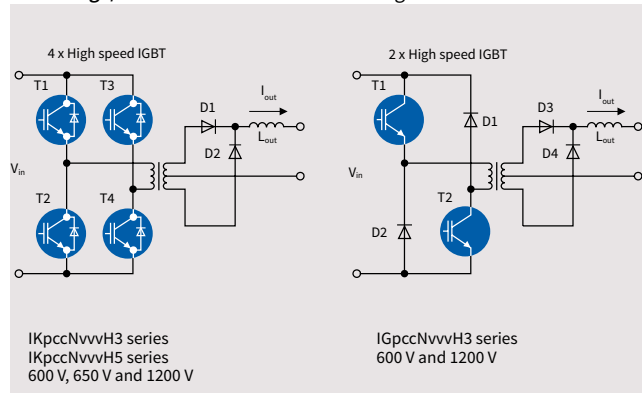 4 x High speed IGBT
T1
T3
I out
D1
L out
D2
V in
T2
T4
IKpccNvvvH3 series
IKpccNvvvH5 series
600 V, 650 V and 1200 V
2 x High speed IGBT
T1
I out
D1
D3
L out
D4
V in
T2
D2
IGpccNvvvH3 series
600 V and 1200 V